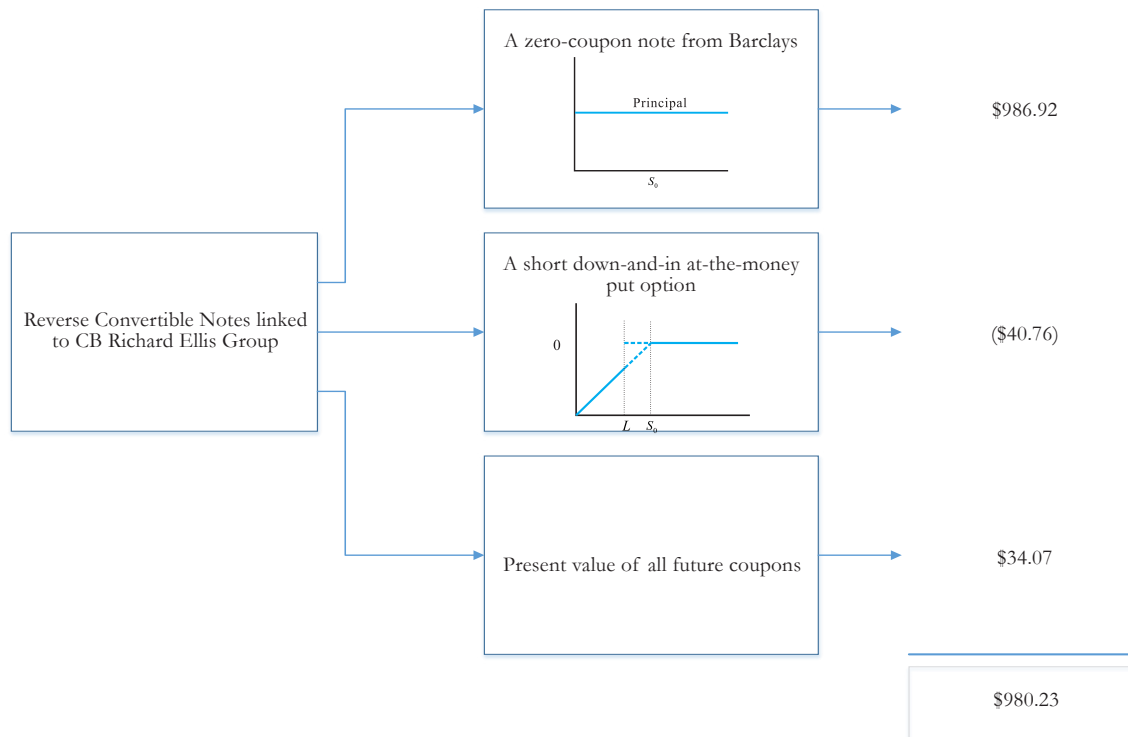 A zero-coupon note from Barclays
Principal
S₀
$986.92
Reverse Convertible Notes linked
to CB Richard Ellis Group
A short down-and-in at-the-money
put option
0
L S₀
($40.76)
Present value of all future coupons
$34.07
$980.23